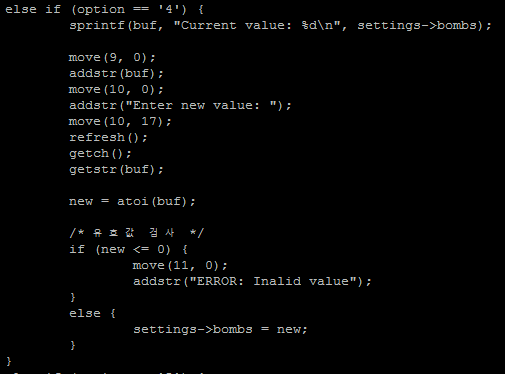 else if (option == '4') {
        sprintf(buf, "Current value: %d\n", settings->bombs);

        move(9, 0);
        addstr(buf);
        move(10, 0);
        addstr("Enter new value: ");
        move(10, 17);
        refresh();
        getch();
        getstr(buf);

        new = atoi(buf);

        /* 유효값 검사 */
        if (new <= 0) {
                move(11, 0);
                addstr("ERROR: Inalid value");
        }
        else {
                settings->bombs = new;
        }
}